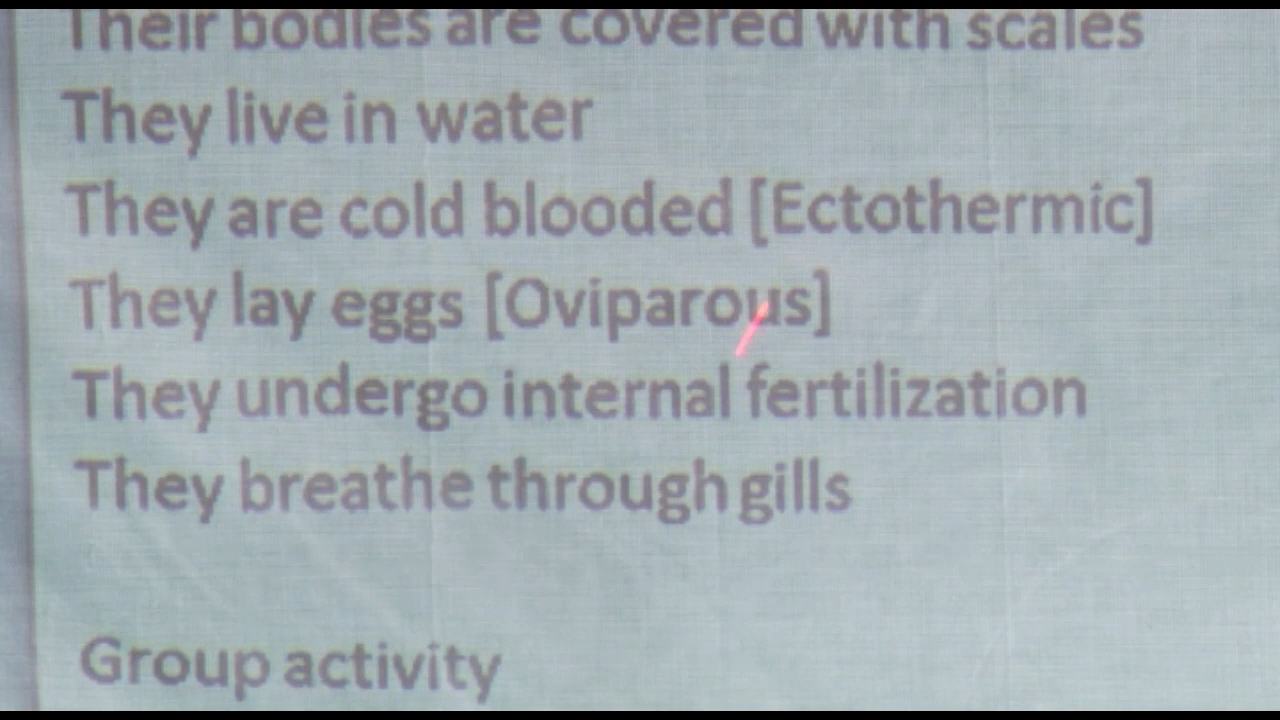 Their bodies are covered with scales
They live in water
They are cold blooded [Ectothermic]
They lay eggs [Oviparous]
They undergo internal fertilization
They breathe through gills
Group activity